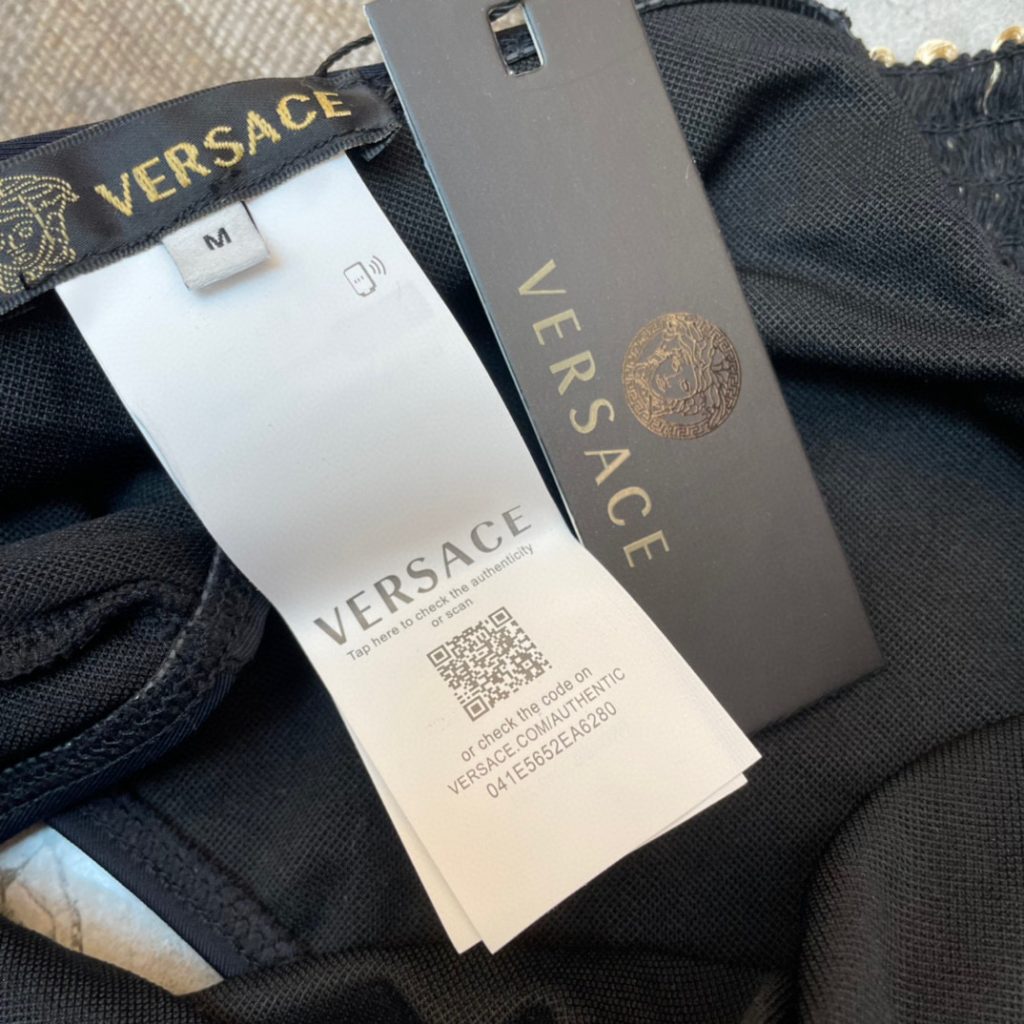 VERSACE
M
VERSACE
VERSACE
Tap here to check the authenticity
or scan
or check the code on
VERSACE.COM/AUTHENTIC
041E5652EA6280